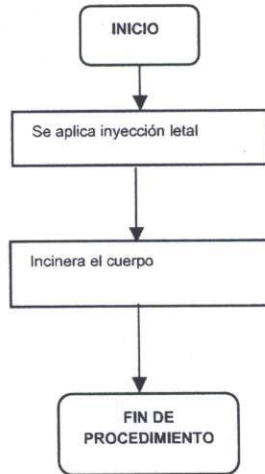 INICIO
Se aplica inyección letal
Incinera el cuerpo
FIN DE
PROCEDIMIENTO